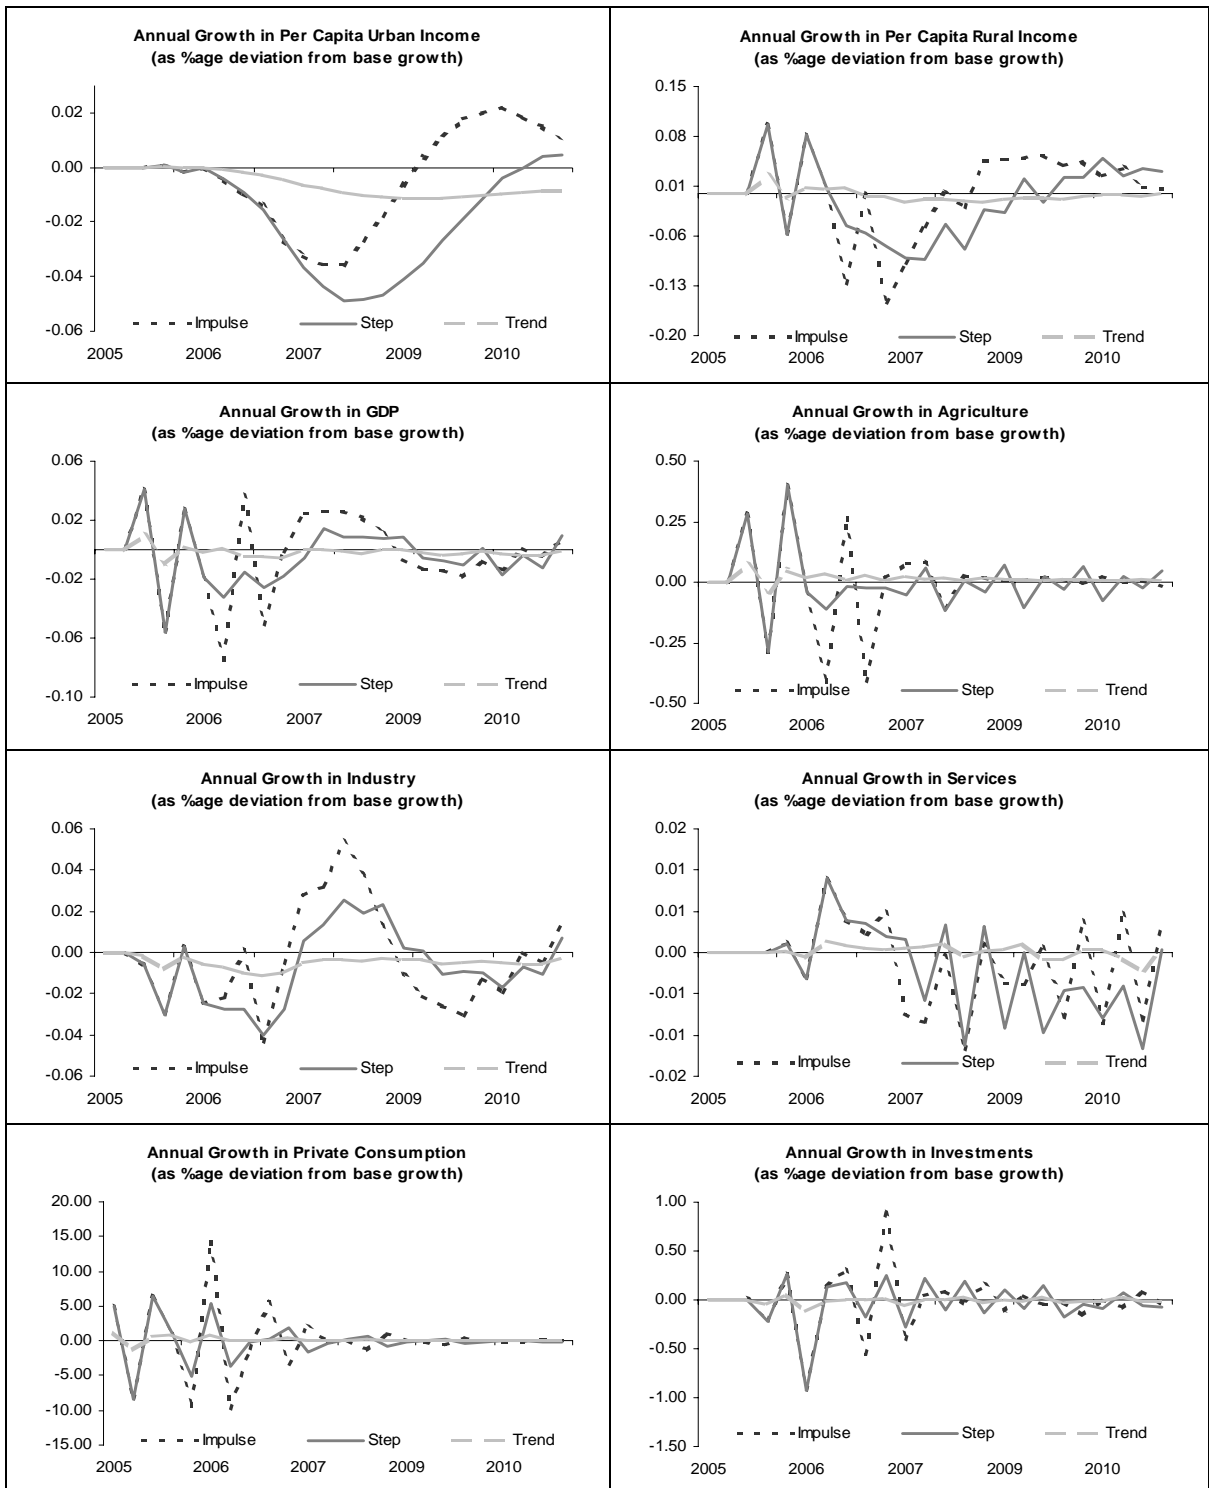 Annual Growth in Per Capita Urban Income
(as %age deviation from base growth)
0.02
0.00
-0.02
-0.04
-0.06
Impulse Step Trend
2005 2006 2007 2009 2010
Annual Growth in Per Capita Rural Income
(as %age deviation from base growth)
0.15
0.08
0.01
-0.06
-0.13
-0.20
Impulse Step Trend
2005 2006 2007 2009 2010
Annual Growth in GDP
(as %age deviation from base growth)
0.06
0.02
-0.02
-0.06
-0.10
Impulse Step Trend
2005 2006 2007 2009 2010
Annual Growth in Agriculture
(as %age deviation from base growth)
0.50
0.25
0.00
-0.25
-0.50
Impulse Step Trend
2005 2006 2007 2009 2010
Annual Growth in Industry
(as %age deviation from base growth)
0.06
0.04
0.02
0.00
-0.02
-0.04
-0.06
Impulse Step Trend
2005 2006 2007 2009 2010
Annual Growth in Services
(as %age deviation from base growth)
0.02
0.01
0.01
0.00
-0.01
-0.01
-0.02
Impulse Step Trend
2005 2006 2007 2009 2010
Annual Growth in Private Consumption
(as %age deviation from base growth)
20.00
15.00
10.00
5.00
0.00
-5.00
-10.00
-15.00
Impulse Step Trend
2005 2006 2007 2009 2010
Annual Growth in Investments
(as %age deviation from base growth)
1.00
0.50
0.00
-0.50
-1.00
-1.50
Impulse Step Trend
2005 2006 2007 2009 2010